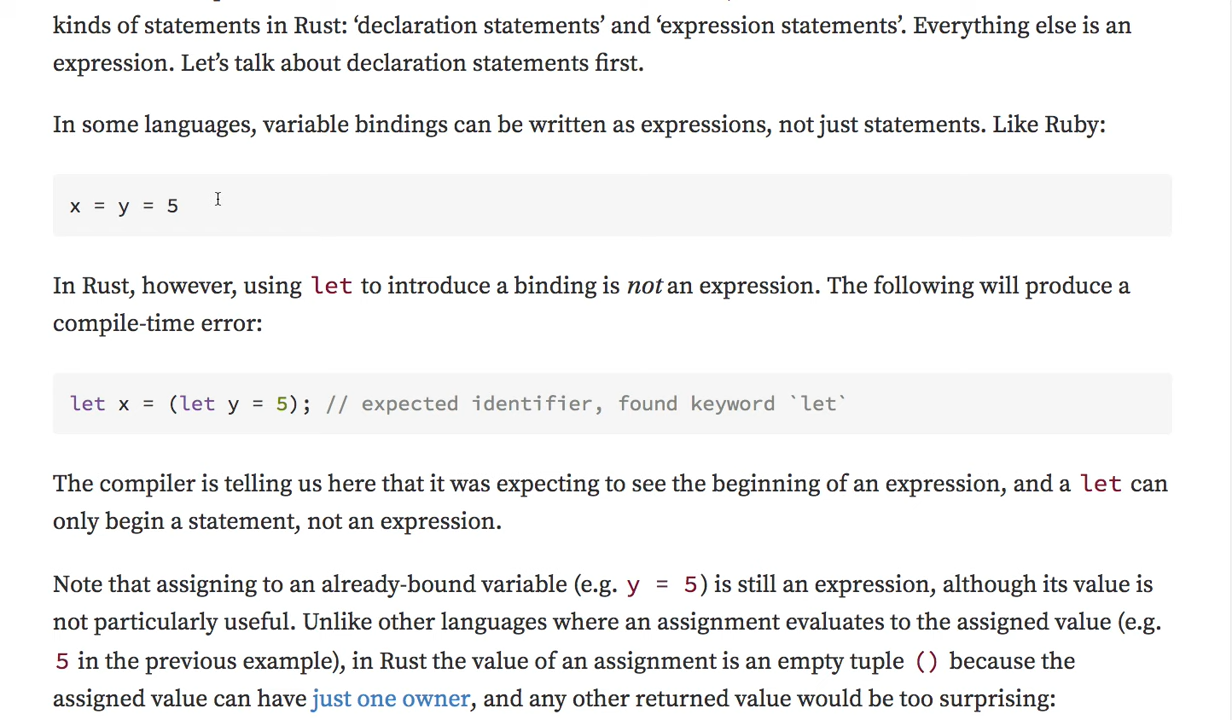 kinds of statements in Rust: ‘declaration statements’ and ‘expression statements’. Everything else is an
expression. Let’s talk about declaration statements first.
In some languages, variable bindings can be written as expressions, not just statements. Like Ruby:
x = y = 5
In Rust, however, using let to introduce a binding is not an expression. The following will produce a
compile-time error:
let x = (let y = 5); // expected identifier, found keyword `let`
The compiler is telling us here that it was expecting to see the beginning of an expression, and a let can
only begin a statement, not an expression.
Note that assigning to an already-bound variable (e.g. y = 5) is still an expression, although its value is
not particularly useful. Unlike other languages where an assignment evaluates to the assigned value (e.g.
5 in the previous example), in Rust the value of an assignment is an empty tuple () because the
assigned value can have just one owner, and any other returned value would be too surprising: